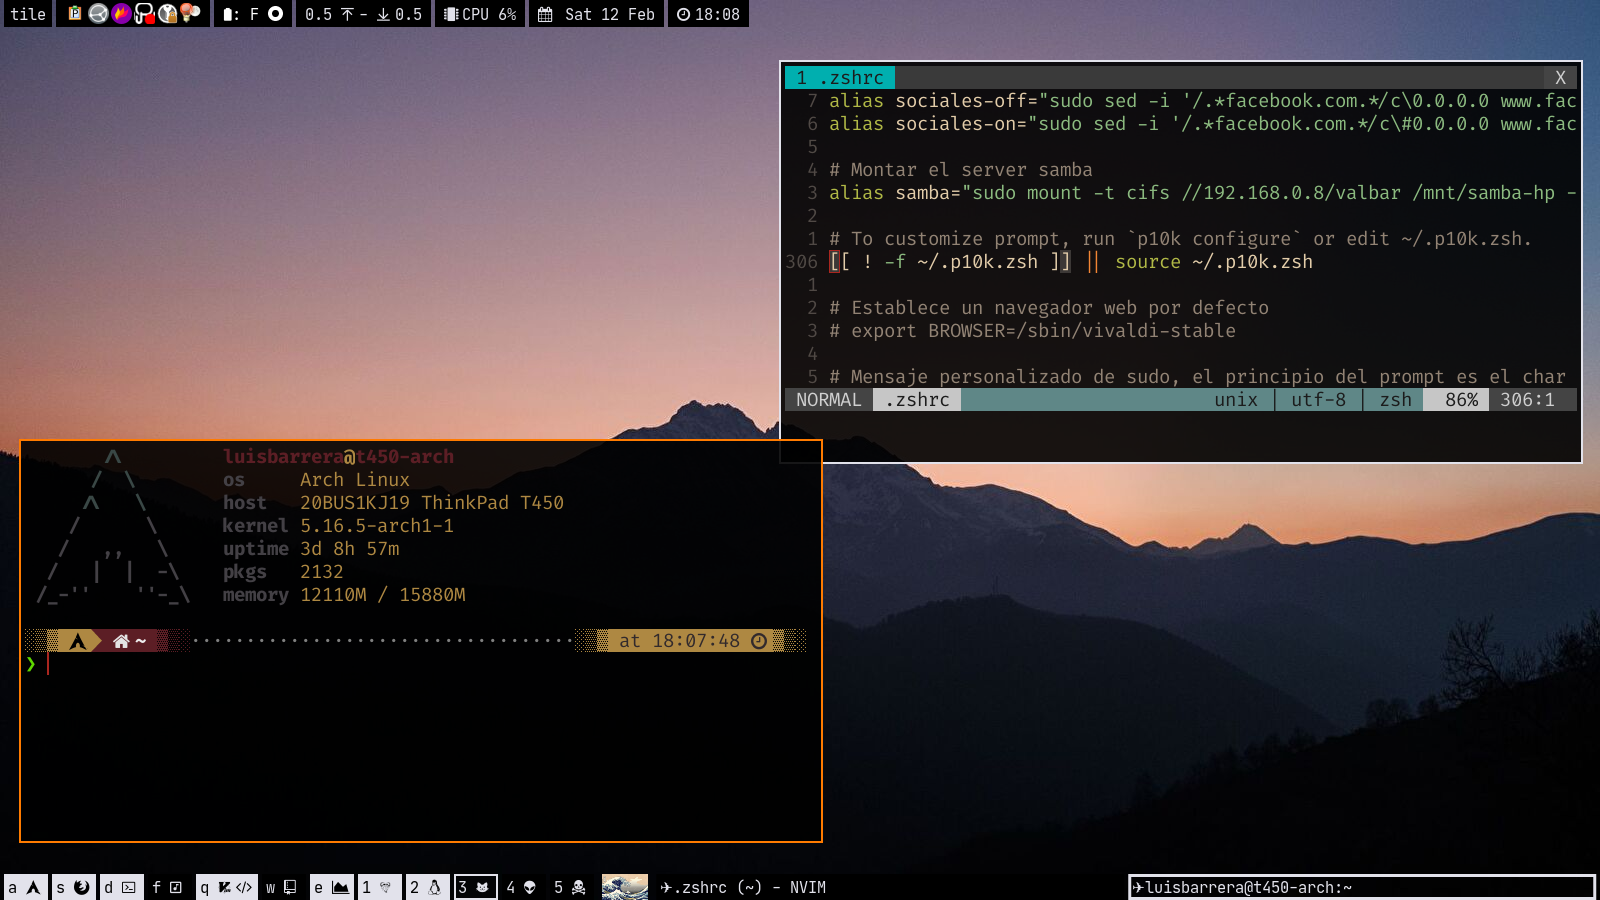 tile
: F
0.5 - 0.5
CPU 6%
Sat 12 Feb
18:08
1 .zshrc X
7 alias sociales-off="sudo sed -i '/.*facebook.com.*/c\0.0.0.0 www.fac
6 alias sociales-on="sudo sed -i '/.*facebook.com.*/c\#0.0.0.0 www.fac
5
4 # Montar el server samba
3 alias samba="sudo mount -t cifs //192.168.0.8/valbar /mnt/samba-hp -
2
1 # To customize prompt, run `p10k configure` or edit ~/.p10k.zsh.
306 [[ ! -f ~/.p10k.zsh ]] || source ~/.p10k.zsh
1
2 # Establece un navegador web por defecto
3 # export BROWSER=/sbin/vivaldi-stable
4
5 # Mensaje personalizado de sudo, el principio del prompt es el char
NORMAL .zshrc unix | utf-8 | zsh 86% 306:1
luisbarrera@t450-arch
os Arch Linux
host 20BUS1KJ19 ThinkPad T450
kernel 5.16.5-arch1-1
uptime 3d 8h 57m
pkgs 2132
memory 12110M / 15880M
~ at 18:07:48
❯
a s d f q w e 1 2 3 4 5 .zshrc (~) - NVIM luisbarrera@t450-arch:~